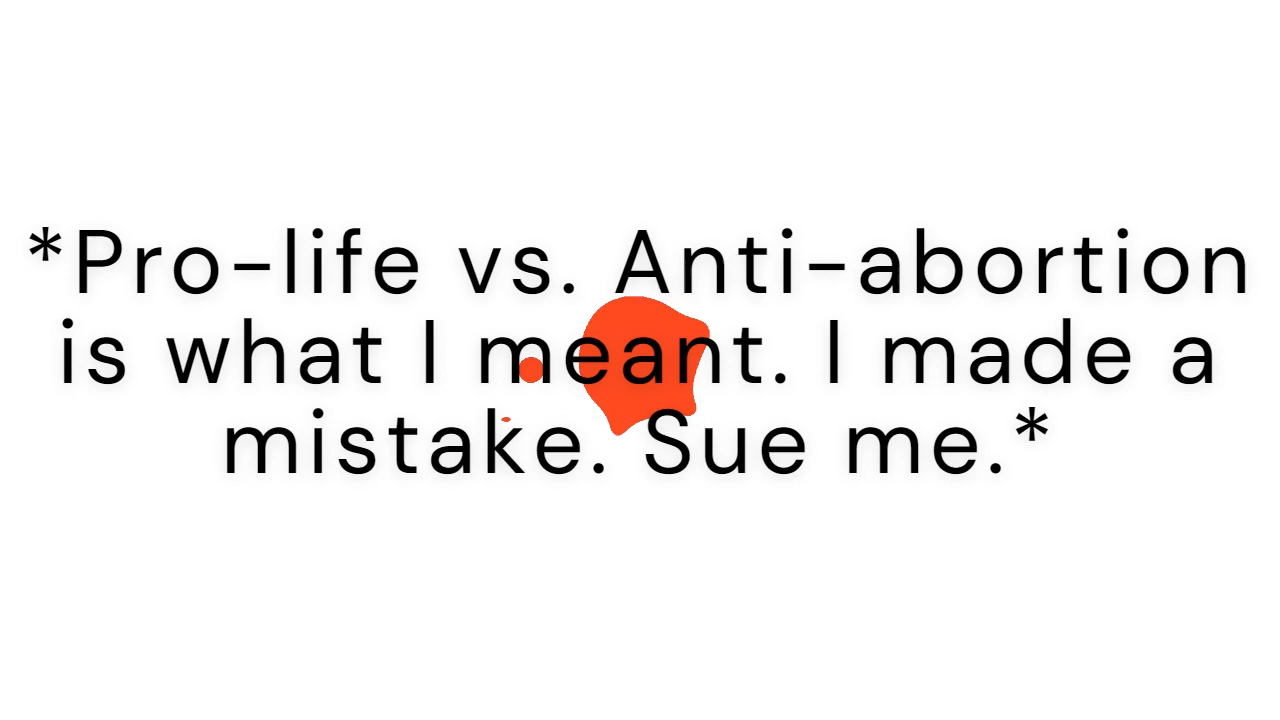 *Pro-life vs. Anti-abortion
is what I meant. I made a
mistake. Sue me.*